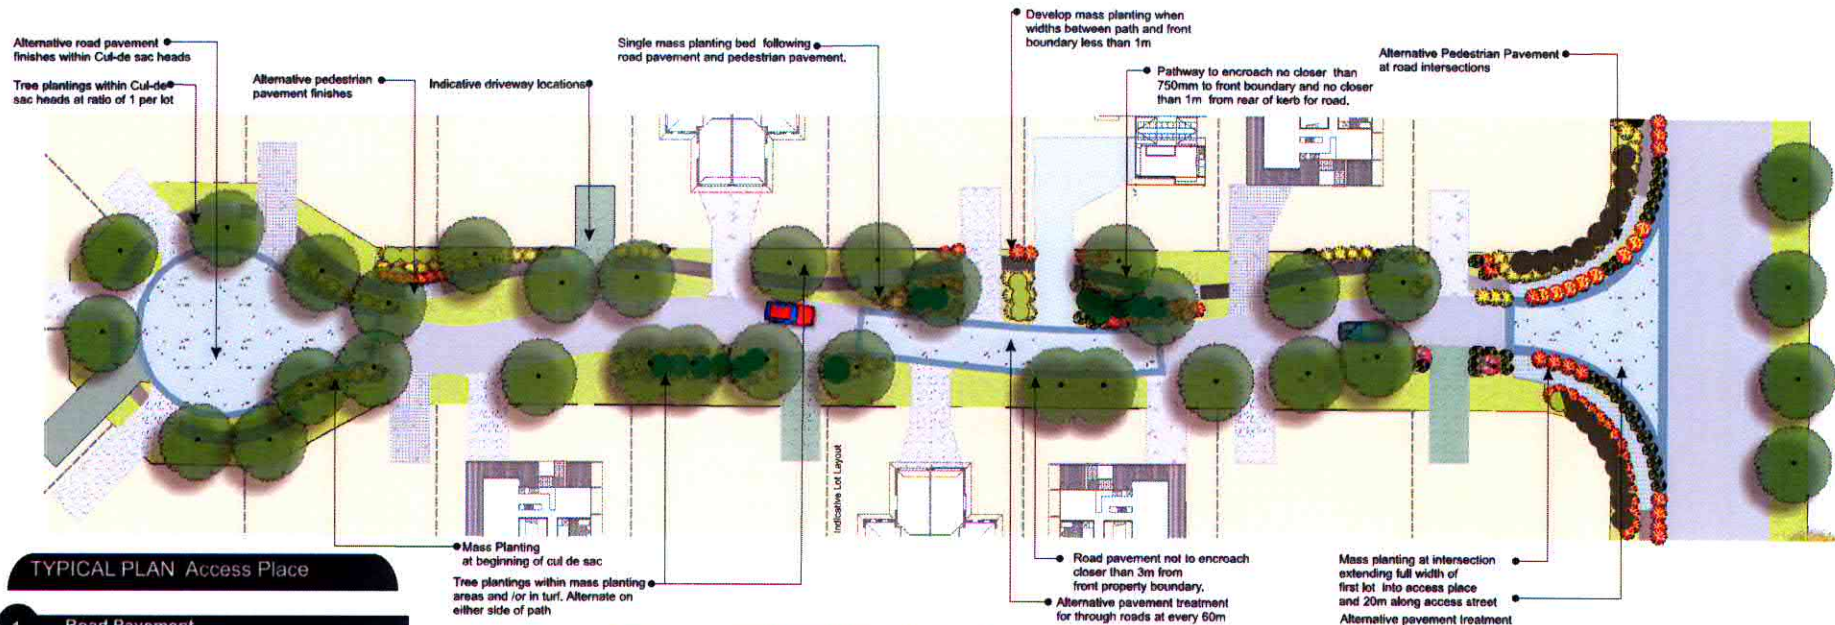 Alternative road pavement
finishes within Cul-de sac heads
Tree plantings within Cul-de
sac heads at ratio of 1 per lot
Alternative pedestrian
pavement finishes
Indicative driveway locations
Single mass planting bed following
road pavement and pedestrian pavement.
Develop mass planting when
widths between path and front
boundary less than 1m
Pathway to encroach no closer than
750mm to front boundary and no closer
than 1m from rear of kerb for road.
Alternative Pedestrian Pavement
at road intersections
Indicative Lot Layout
Mass Planting
at beginning of cul de sac
Tree plantings within mass planting
areas and /or in turf. Alternate on
either side of path
Road pavement not to encroach
closer than 3m from
front property boundary.
Alternative pavement treatment
for through roads at every 60m
Mass planting at intersection
extending full width of
first lot into access place
and 20m along access street
Alternative pavement treatment
TYPICAL PLAN Access Place
1 Road Pavement